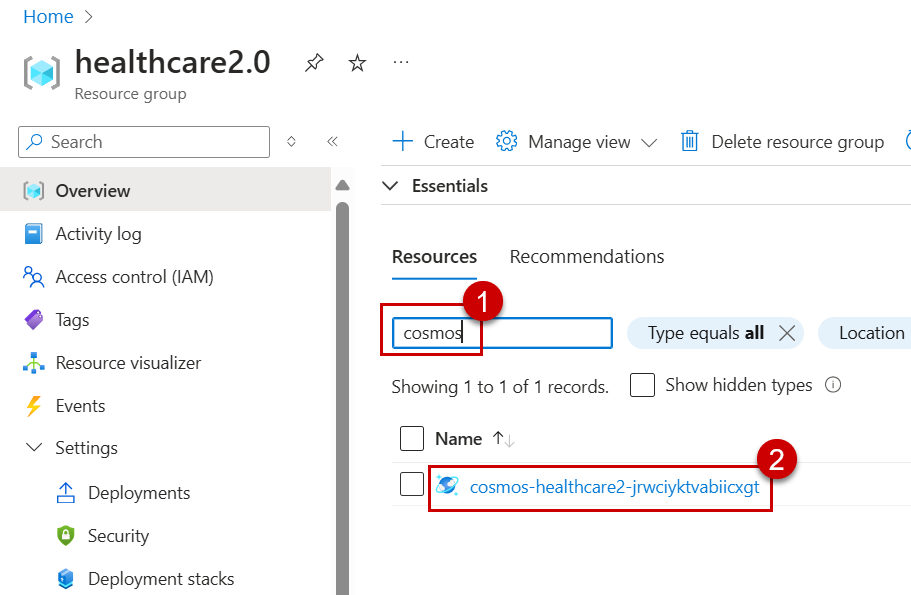 Home
healthcare2.0
Resource group
Search
Create
Manage view
Delete resource group
Overview
Essentials
Activity log
Resources
Recommendations
Access control (IAM)
1
Tags
cosmos
Type equals all
Location
Resource visualizer
Showing 1 to 1 of 1 records.
Show hidden types
Events
Name
Settings
2
cosmos-healthcare2-jrwciyktvabiicxgt
Deployments
Security
Deployment stacks